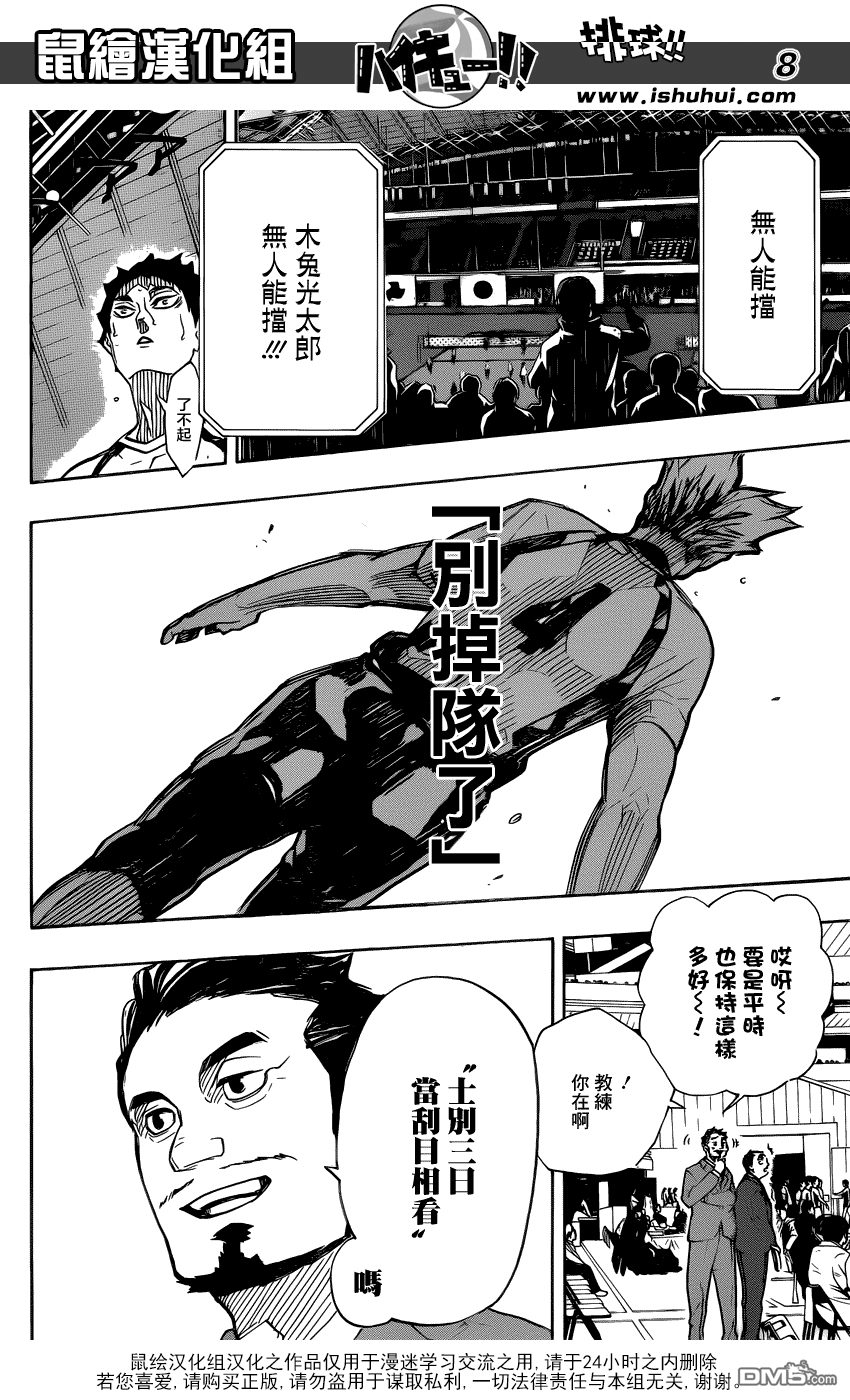 鼠繪漢化組
ハイキュー!!
排球!!
8
www.ishuhui.com
無人能擋
木兔光太郎
無人能擋
!!!
了不起
「別掉隊了」
哎呀~
要是平時
也保持這樣
多好~!
!
教練
你在啊
"士別三日
當刮目相看"
嗎
鼠绘汉化组汉化之作品仅用于漫迷学习交流之用,请于24小时之内删除
若您喜爱,请购买正版,请勿盗用于谋取私利,一切法律责任与本组无关,谢谢.
DM5.com